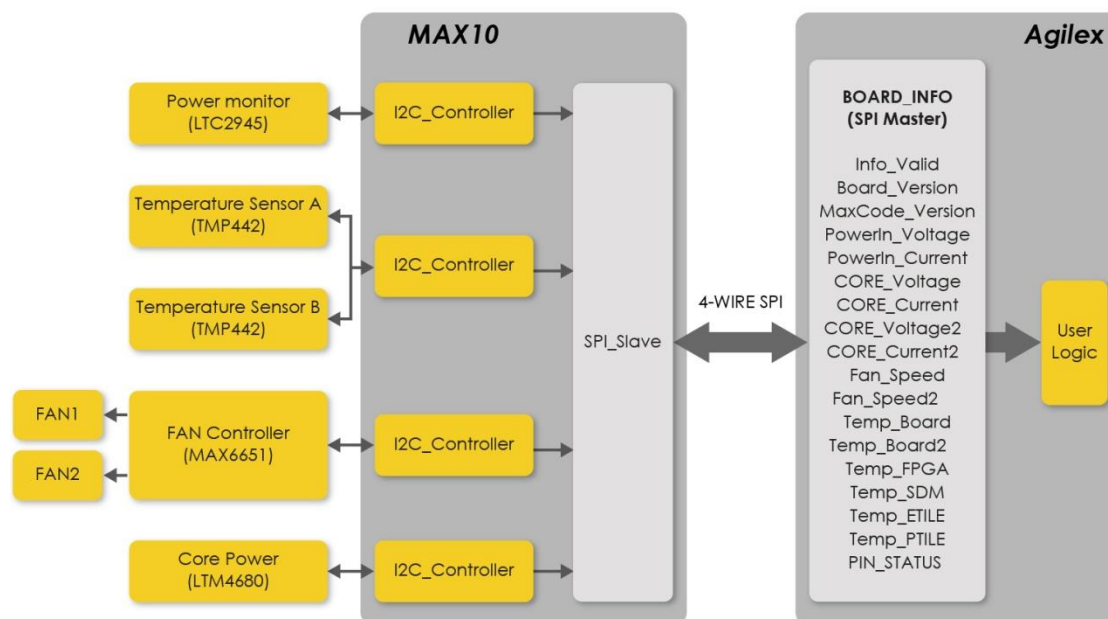 MAX10
Agilex
Power monitor
(LTC2945)
I2C_Controller
Temperature Sensor A
(TMP442)
I2C_Controller
Temperature Sensor B
(TMP442)
FAN1
FAN2
FAN Controller
(MAX6651)
I2C_Controller
Core Power
(LTM4680)
I2C_Controller
SPI_Slave
4-WIRE SPI
BOARD_INFO
(SPI Master)
Info_Valid
Board_Version
MaxCode_Version
PowerIn_Voltage
PowerIn_Current
CORE_Voltage
CORE_Current
CORE_Voltage2
CORE_Current2
Fan_Speed
Fan_Speed2
Temp_Board
Temp_Board2
Temp_FPGA
Temp_SDM
Temp_ETILE
Temp_PTILE
PIN_STATUS
User
Logic